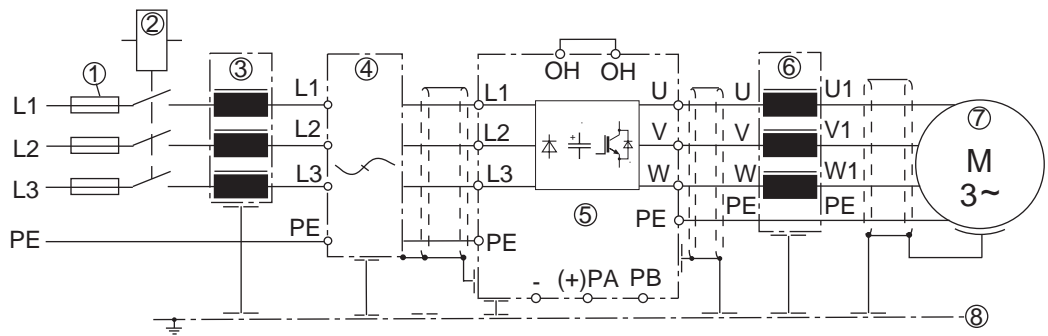 ②
① ③ ④ OH OH ⑥
L1 L1 L1 U U U1
L2 L2 L2 V V V1 ⑦ M
L3 L3 L3 W W W1 3~
⑤
PE PE PE PE PE PE
- (+)PA PB
⑧